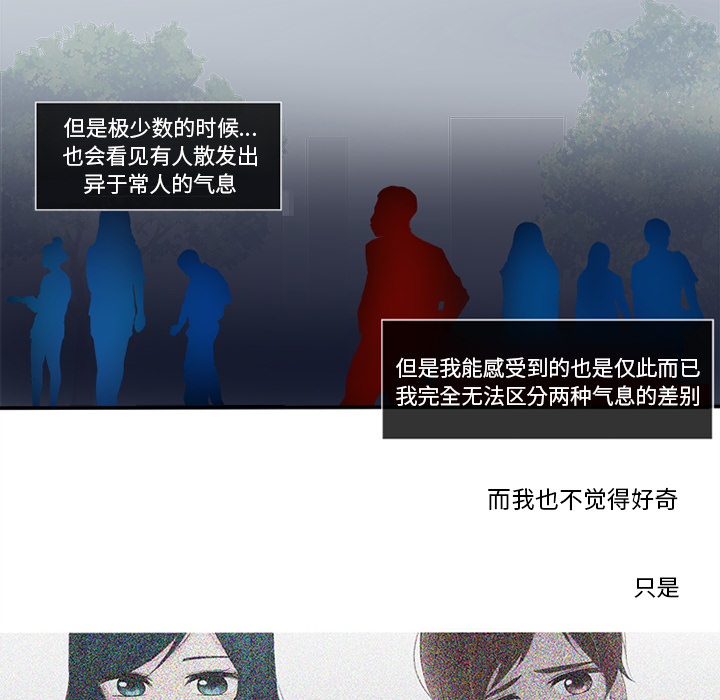 但是极少数的时候...
也会看见有人散发出
异于常人的气息
但是我能感受到的也是仅此而已
我完全无法区分两种气息的差别
而我也不觉得好奇
只是